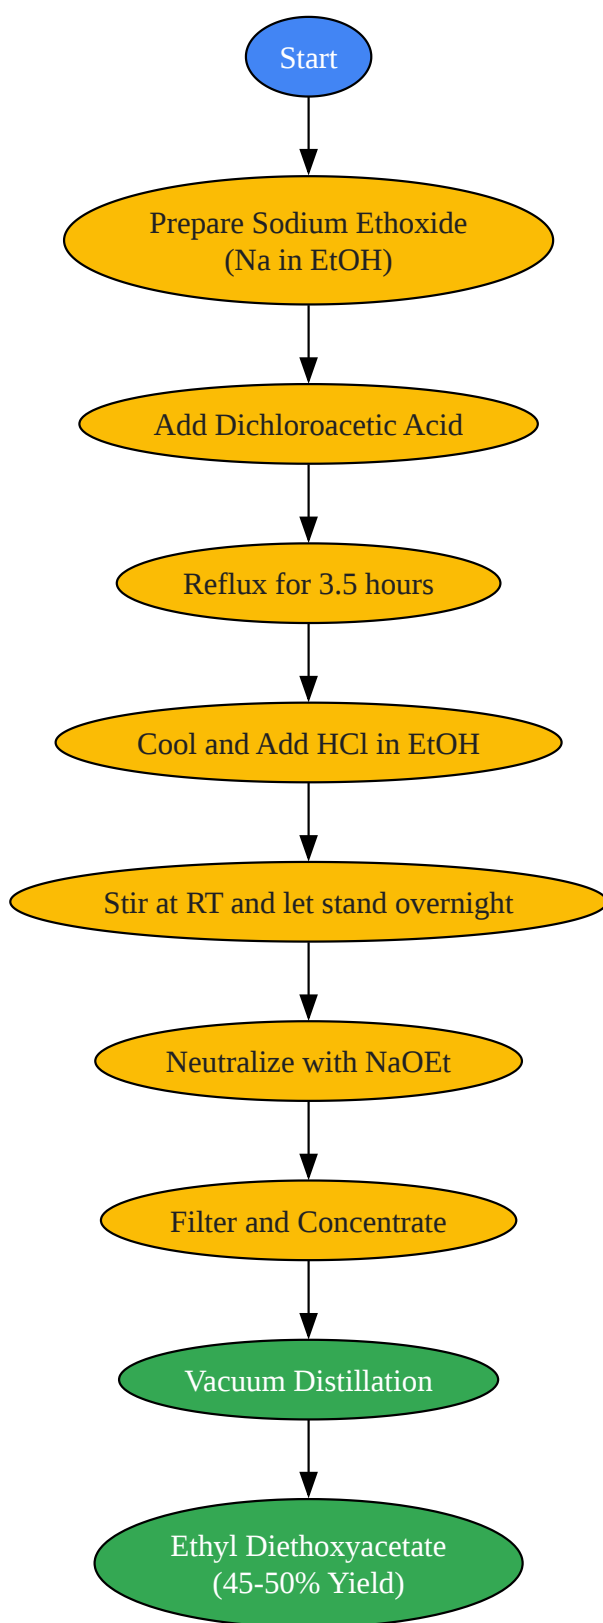 Start
Prepare Sodium Ethoxide
(Na in EtOH)
Add Dichloroacetic Acid
Reflux for 3.5 hours
Cool and Add HCl in EtOH
Stir at RT and let stand overnight
Neutralize with NaOEt
Filter and Concentrate
Vacuum Distillation
Ethyl Diethoxyacetate
(45-50% Yield)